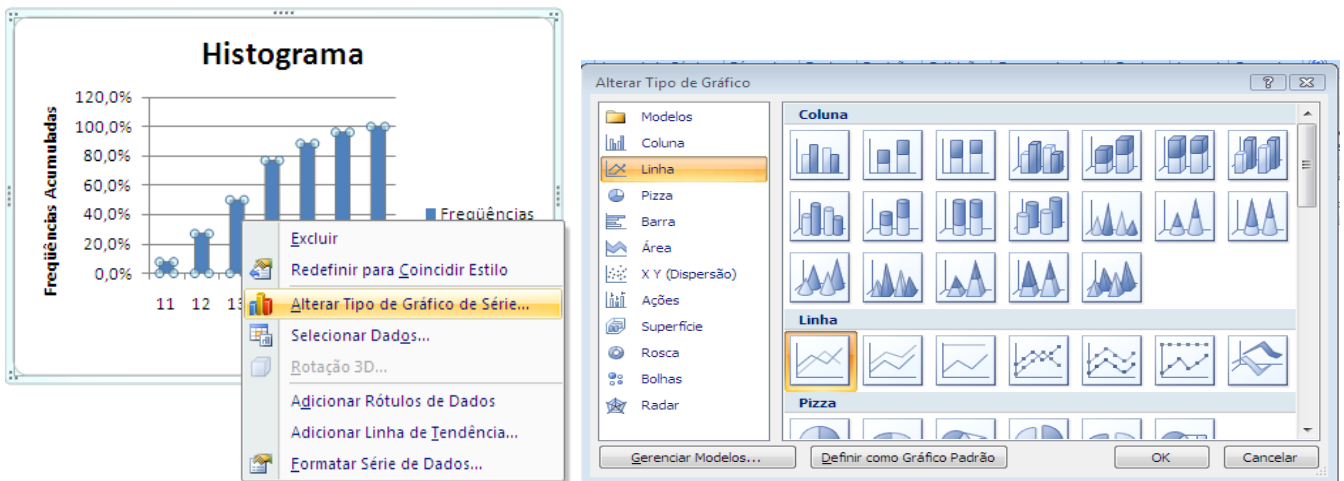 Histograma
Freqüências Acumuladas
120,0%
100,0%
80,0%
60,0%
40,0%
20,0%
0,0%
11 12
Freqüências
Excluir
Redefinir para Coincidir Estilo
Alterar Tipo de Gráfico de Série...
Selecionar Dados...
Rotação 3D...
Adicionar Rótulos de Dados
Adicionar Linha de Tendência...
Formatar Série de Dados...
Alterar Tipo de Gráfico
Modelos
Coluna
Linha
Pizza
Barra
Área
X Y (Dispersão)
Ações
Superfície
Rosca
Bolhas
Radar
Coluna
Linha
Pizza
Gerenciar Modelos...
Definir como Gráfico Padrão
OK
Cancelar